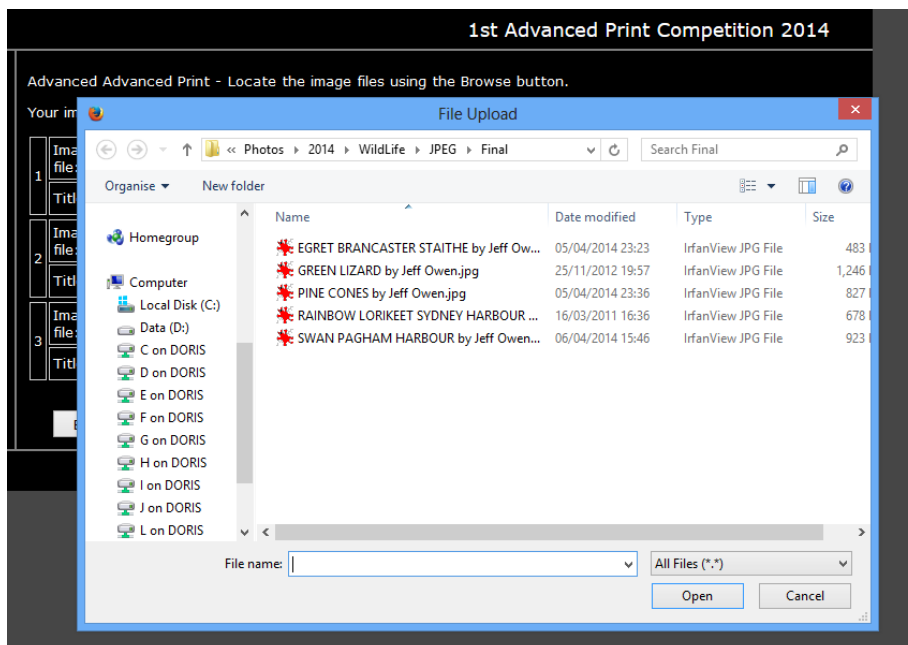 1st Advanced Print Competition 2014
Advanced Advanced Print - Locate the image files using the Browse button.
Your im
File Upload
« Photos 2014 WildLife JPEG Final
Search Final
Organise New folder
1
Ima
file:
Titl
2
Ima
file:
Titl
3
Ima
file:
Titl
Homegroup
Computer
Local Disk (C:)
Data (D:)
C on DORIS
D on DORIS
E on DORIS
F on DORIS
G on DORIS
H on DORIS
I on DORIS
J on DORIS
L on DORIS
Name Date modified Type Size
EGRET BRANCASTER STAITHE by Jeff Ow... 05/04/2014 23:23 IrfanView JPG File 483
GREEN LIZARD by Jeff Owen.jpg 25/11/2012 19:57 IrfanView JPG File 1,246
PINE CONES by Jeff Owen.jpg 05/04/2014 23:36 IrfanView JPG File 827
RAINBOW LORIKEET SYDNEY HARBOUR ... 16/03/2011 16:36 IrfanView JPG File 678
SWAN PAGHAM HARBOUR by Jeff Owen... 06/04/2014 15:46 IrfanView JPG File 923
File name: All Files (*.*)
Open Cancel